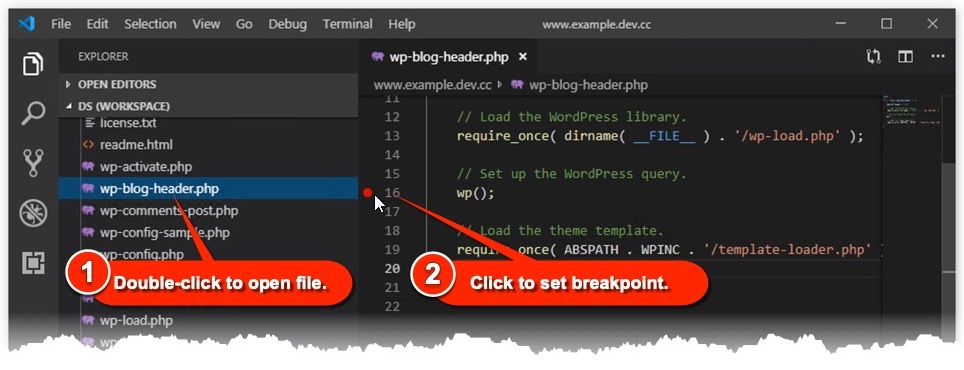 File Edit Selection View Go Debug Terminal Help www.example.dev.cc
EXPLORER
OPEN EDITORS
DS (WORKSPACE)
license.txt
readme.html
wp-activate.php
wp-blog-header.php
wp-comments-post.php
wp-config-sample.php
wp-config.php
wp-load.php
1 Double-click to open file.
wp-blog-header.php
www.example.dev.cc wp-blog-header.php
11
12 // Load the WordPress library.
13 require_once( dirname( __FILE__ ) . '/wp-load.php' );
14
15 // Set up the WordPress query.
16 wp();
17
18 // Load the theme template.
19 require_once( ABSPATH . WPINC . '/template-loader.php' )
20
22
2 Click to set breakpoint.